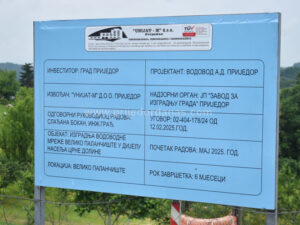 "УНИЈАТ - М" д.о.о.
ИНВЕСТИТОР: ГРАД ПРИЈЕДОР
ПРОЈЕКТАНТ: ВОДОВОД А.Д. ПРИЈЕДОР
ИЗВОЂАЧ: "УНИЈАТ-М" Д.О.О. ПРИЈЕДОР
НАДЗОРНИ ОРГАН: ЈП "ЗАВОД ЗА
ИЗГРАДЊУ ГРАДА" ПРИЈЕДОР
ОДГОВОРНИ РУКОВОДИЛАЦ РАДОВА:
СЛАЂАНА БОКАН, ИНЖ.ГРАЂ.
УГОВОР: 02-404-178/24 ОД
12.02.2025. ГОД.
ОБЈЕКАТ: ИЗГРАДЊА ВОДОВОДНЕ
МРЕЖЕ ВЕЛИКО ПАЛАНЧИШТЕ У ДИЈЕЛУ
НАСЕЉА ЦРНЕ ДОЛИНЕ
ПОЧЕТАК РАДОВА: МАЈ 2025. ГОД.
ЛОКАЦИЈА: ВЕЛИКО ПАЛАНЧИШТЕ
РОК ЗАВРШЕТКА: 6 МЈЕСЕЦИ